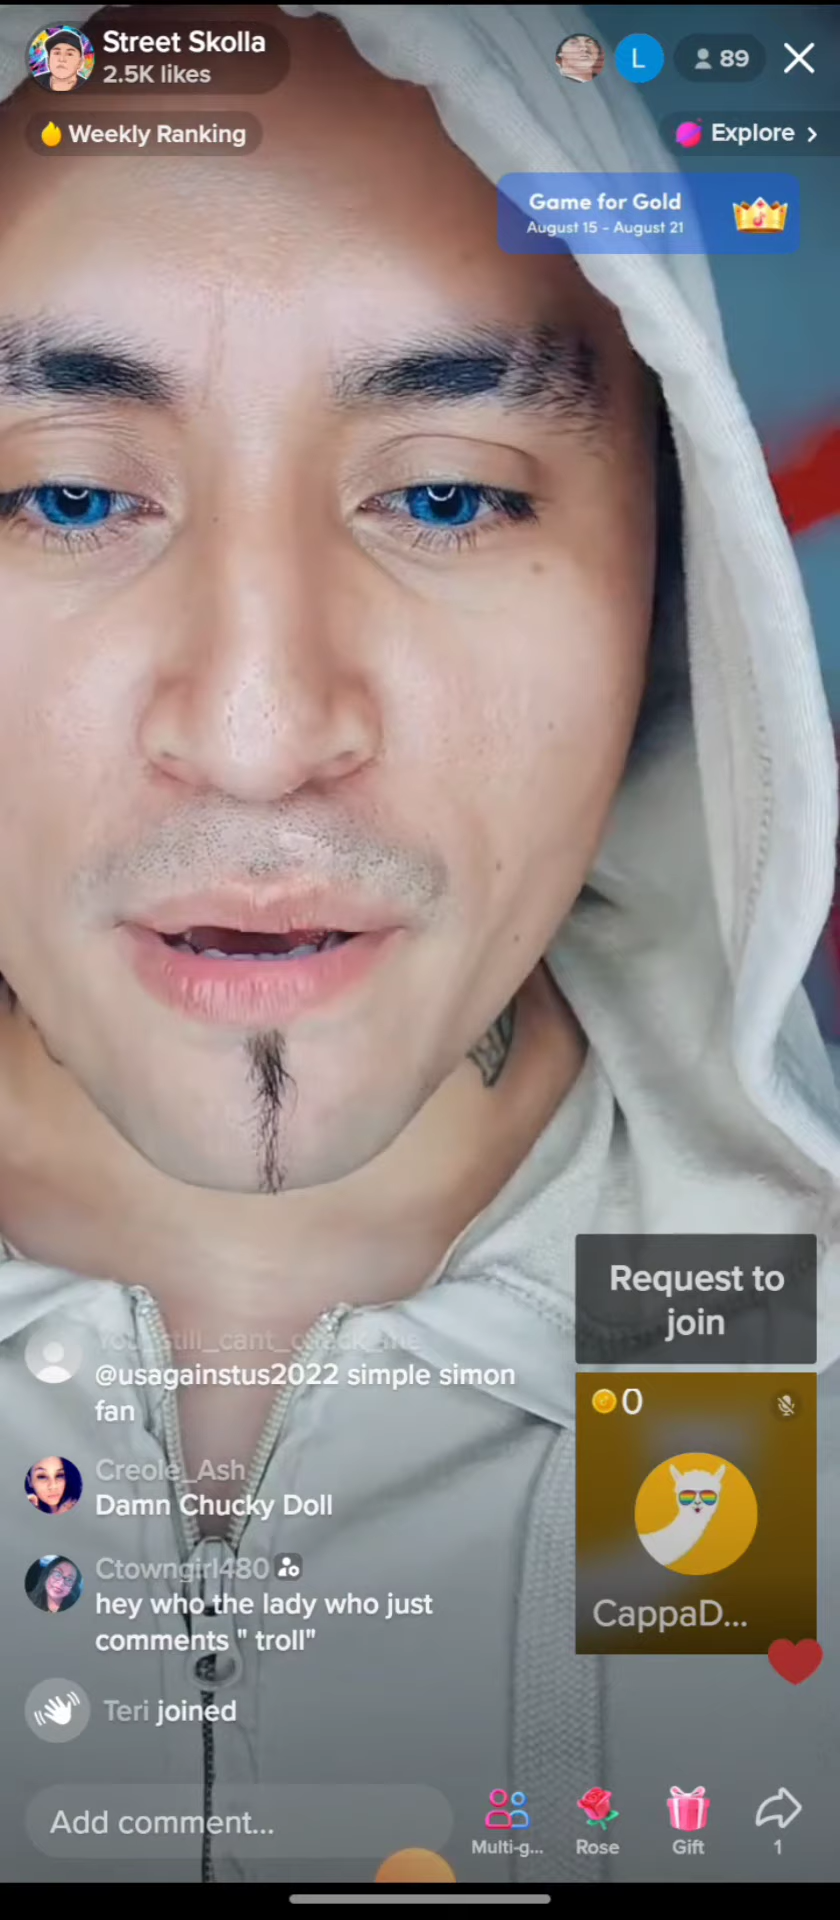 Street Skolla
2.5K likes
L
89
Weekly Ranking
Explore
Game for Gold
August 15 - August 21
Request to
join
@usagainstus2022 simple simon
fan
0
Creole_Ash
Damn Chucky Doll
Ctowngirl480
hey who the lady who just
comments " troll"
CappaD...
Teri joined
Add comment...
Multi-g...
Rose
Gift
1